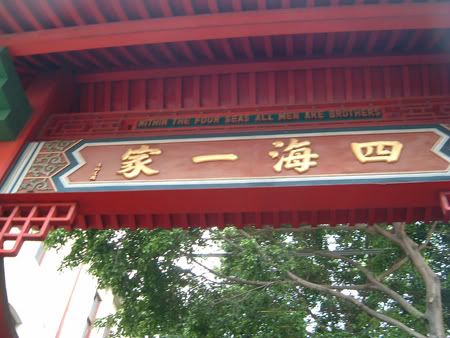 WITHIN THE FOUR SEAS ALL MEN ARE BROTHERS
四海一家